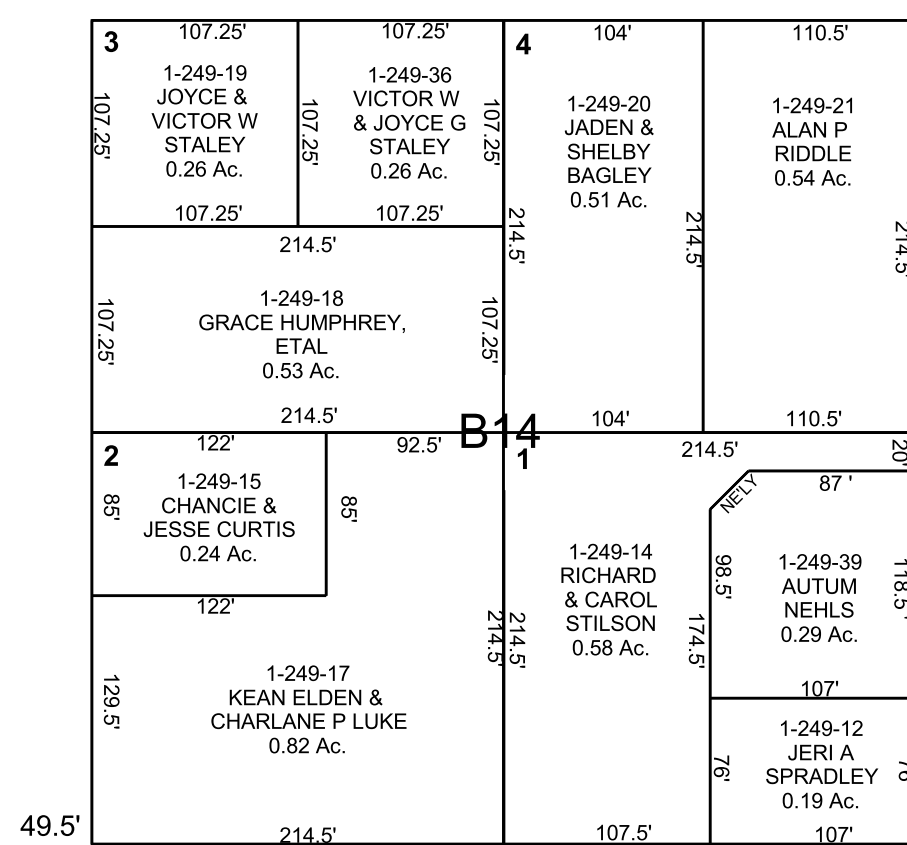 3
107.25'
107.25'
4
104'
110.5'
1-249-19
JOYCE &
VICTOR W
STALEY
0.26 Ac.
107.25'
107.25'
107.25'
1-249-36
VICTOR W
& JOYCE G
STALEY
0.26 Ac.
107.25'
107.25'
1-249-20
JADEN &
SHELBY
BAGLEY
0.51 Ac.
214.5'
214.5'
1-249-21
ALAN P
RIDDLE
0.54 Ac.
214.5'
214.5'
1-249-18
GRACE HUMPHREY,
ETAL
0.53 Ac.
107.25'
107.25'
214.5'
104'
110.5'
B14
2
122'
92.5'
1
214.5'
20'
1-249-15
CHANCIE &
JESSE CURTIS
0.24 Ac.
85'
85'
122'
NE'LY
87 '
1-249-14
RICHARD
& CAROL
STILSON
0.58 Ac.
214.5'
214.5'
174.5'
98.5'
1-249-39
AUTUM
NEHLS
0.29 Ac.
118.5'
107'
1-249-17
KEAN ELDEN &
CHARLANE P LUKE
0.82 Ac.
129.5'
1-249-12
JERI A
SPRADLEY
0.19 Ac.
76'
49.5'
214.5'
107.5'
107'